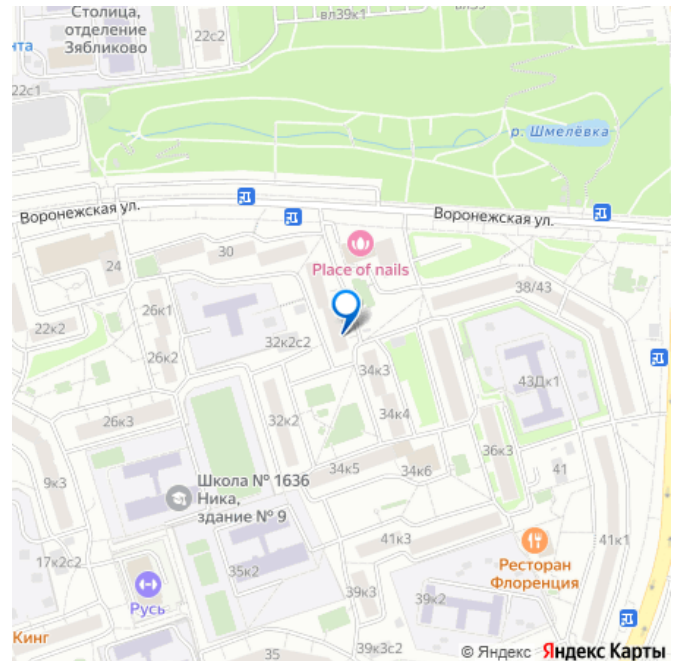 вл39к1
Столица,
отделение
Зябликово
22с2
нта
22с1
р. Шмелёвка
Воронежская ул.
Воронежская ул.
Place of nails
30
24
38/43
26к1
22к2
26к2
32к2с2
34к3
43Дк1
26к3
32к2
34к4
36к3
9к3
34к5
34к6
41
Школа № 1636
Ника,
здание № 9
41к3
41к1
17к2с2
35к2
Ресторан
Флоренция
Русь
39к3
39к2
Кинг
35
39к3с2
© Яндекс Яндекс Карты